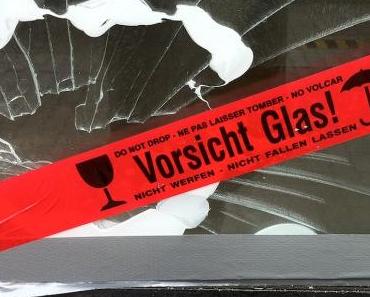 DO NOT DROP - NE PAS LAISSER TOMBER - NO VOLCAR
Vorsicht Glas!
NICHT WERFEN - NICHT FALLEN LASSEN